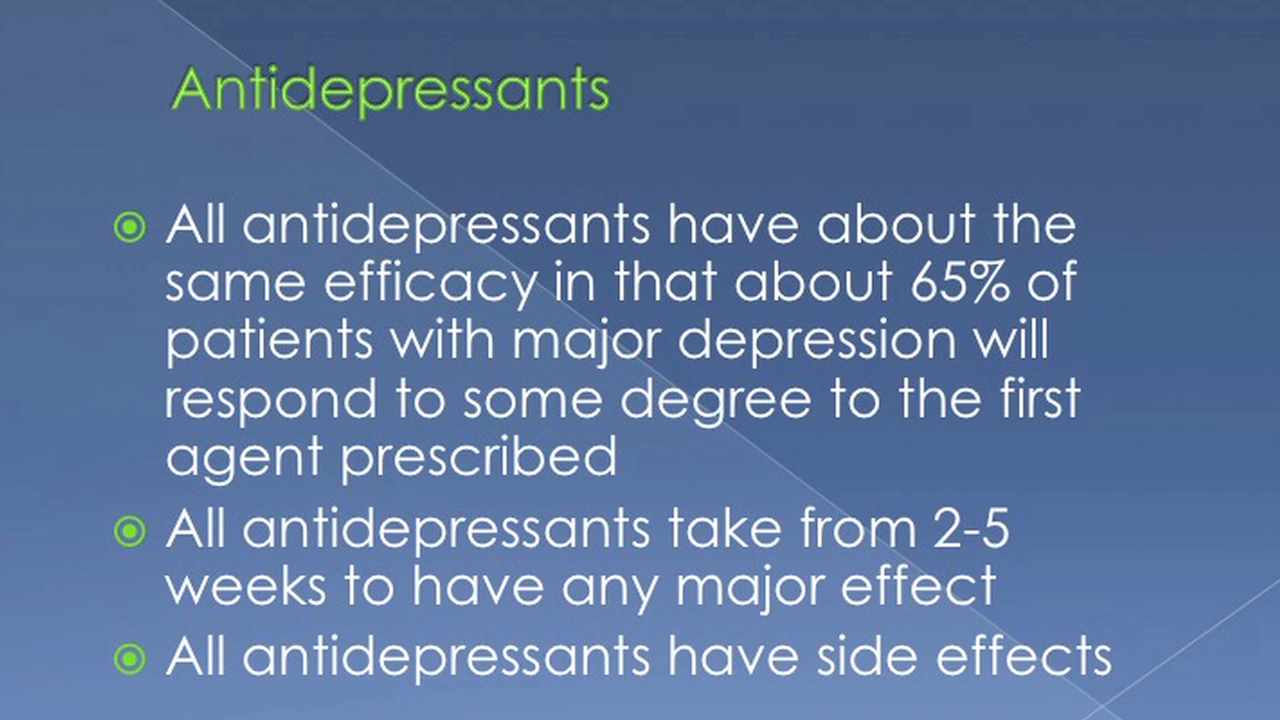 Antidepressants
All antidepressants have about the
same efficacy in that about 65% of
patients with major depression will
respond to some degree to the first
agent prescribed
All antidepressants take from 2-5
weeks to have any major effect
All antidepressants have side effects